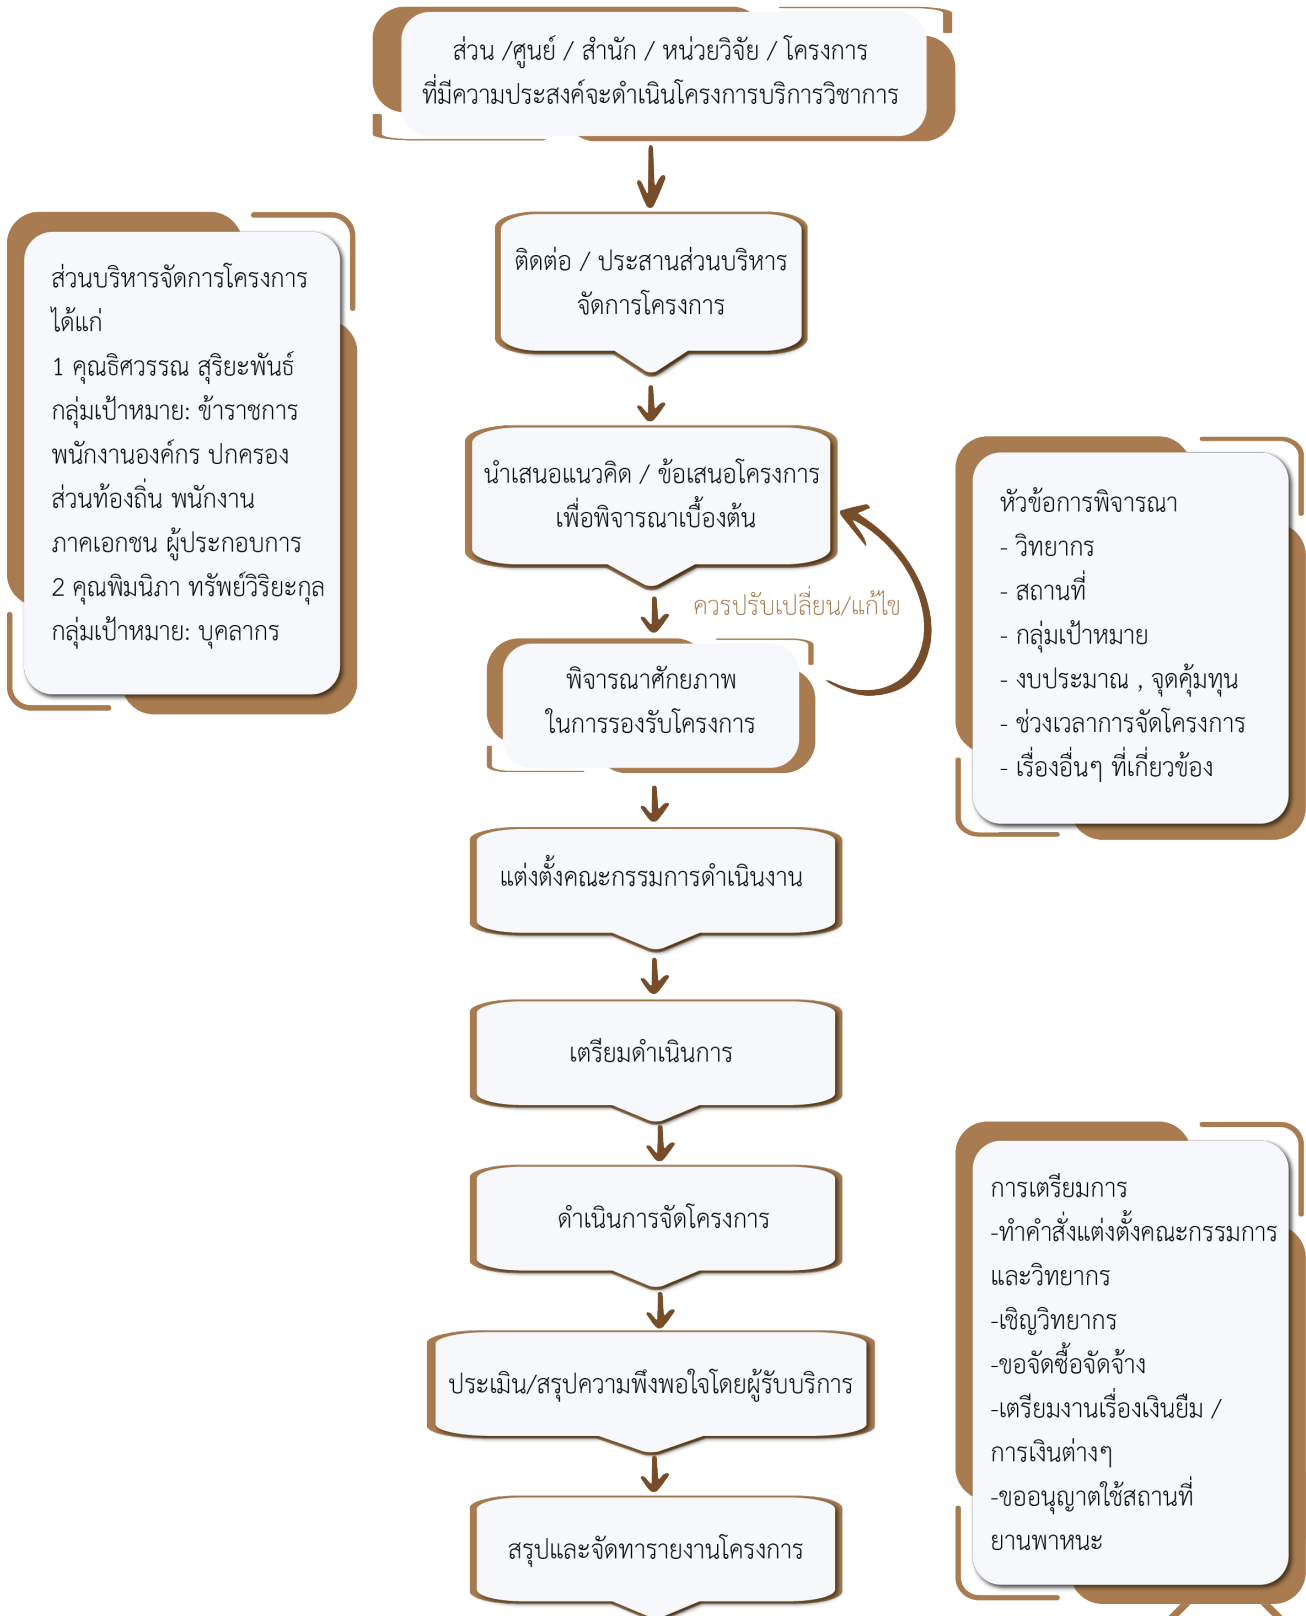 ส่วน /ศูนย์ / สำนัก / หน่วยวิจัย / โครงการ
ที่มีความประสงค์จะดำเนินโครงการบริการวิชาการ
ติดต่อ / ประสานส่วนบริหาร
จัดการโครงการ
ส่วนบริหารจัดการโครงการ
ได้แก่
1 คุณธิศวรรณ สุริยะพันธ์
กลุ่มเป้าหมาย: ข้าราชการ
พนักงานองค์กร ปกครอง
ส่วนท้องถิ่น พนักงาน
ภาคเอกชน ผู้ประกอบการ
2 คุณพิมนิภา ทรัพย์วิริยะกุล
กลุ่มเป้าหมาย: บุคลากร
นำเสนอแนวคิด / ข้อเสนอโครงการ
เพื่อพิจารณาเบื้องต้น
ควรปรับเปลี่ยน/แก้ไข
หัวข้อการพิจารณา
- วิทยากร
- สถานที่
- กลุ่มเป้าหมาย
- งบประมาณ , จุดคุ้มทุน
- ช่วงเวลาการจัดโครงการ
- เรื่องอื่นๆ ที่เกี่ยวข้อง
พิจารณาศักยภาพ
ในการรองรับโครงการ
แต่งตั้งคณะกรรมการดำเนินงาน
เตรียมดำเนินการ
ดำเนินการจัดโครงการ
ประเมิน/สรุปความพึงพอใจโดยผู้รับบริการ
สรุปและจัดทารายงานโครงการ
การเตรียมการ
-ทำคำสั่งแต่งตั้งคณะกรรมการ
และวิทยากร
-เชิญวิทยากร
-ขอจัดซื้อจัดจ้าง
-เตรียมงานเรื่องเงินยืม /
การเงินต่างๆ
-ขออนุญาตใช้สถานที่
ยานพาหนะ